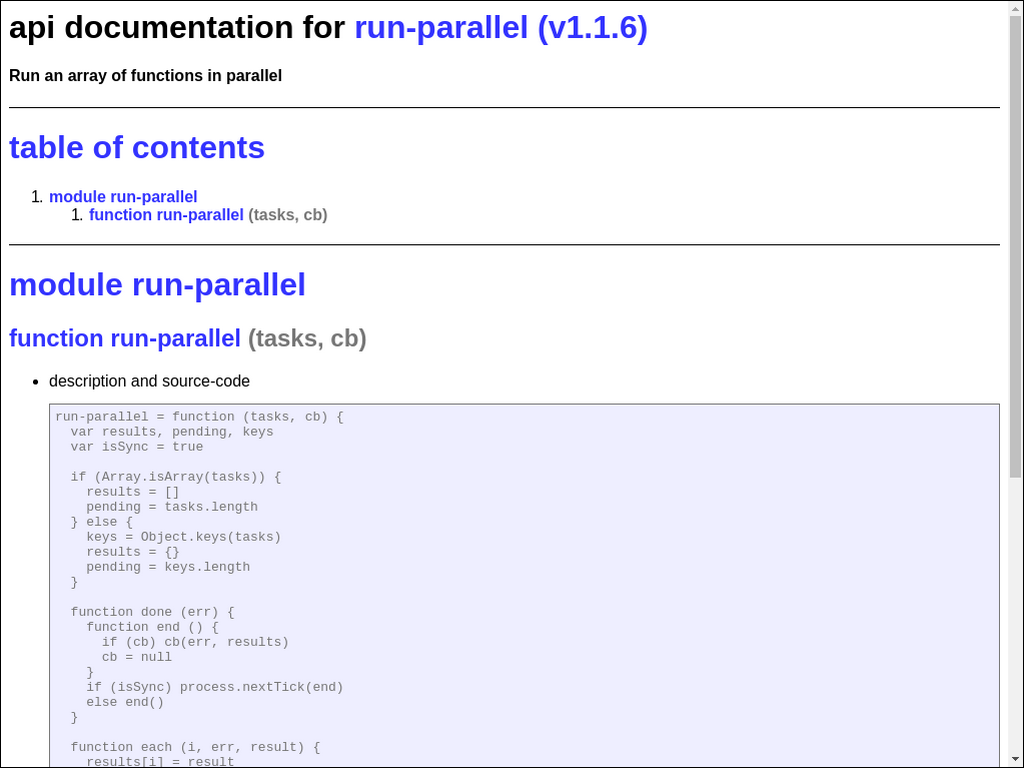 api documentation for run-parallel (v1.1.6)
Run an array of functions in parallel
table of contents
1. module run-parallel
1. function run-parallel (tasks, cb)
module run-parallel
function run-parallel (tasks, cb)
• description and source-code
run-parallel = function (tasks, cb) {
  var results, pending, keys
  var isSync = true

  if (Array.isArray(tasks)) {
    results = []
    pending = tasks.length
  } else {
    keys = Object.keys(tasks)
    results = {}
    pending = keys.length
  }

  function done (err) {
    function end () {
      if (cb) cb(err, results)
      cb = null
    }
    if (isSync) process.nextTick(end)
    else end()
  }

  function each (i, err, result) {
    results[i] = result